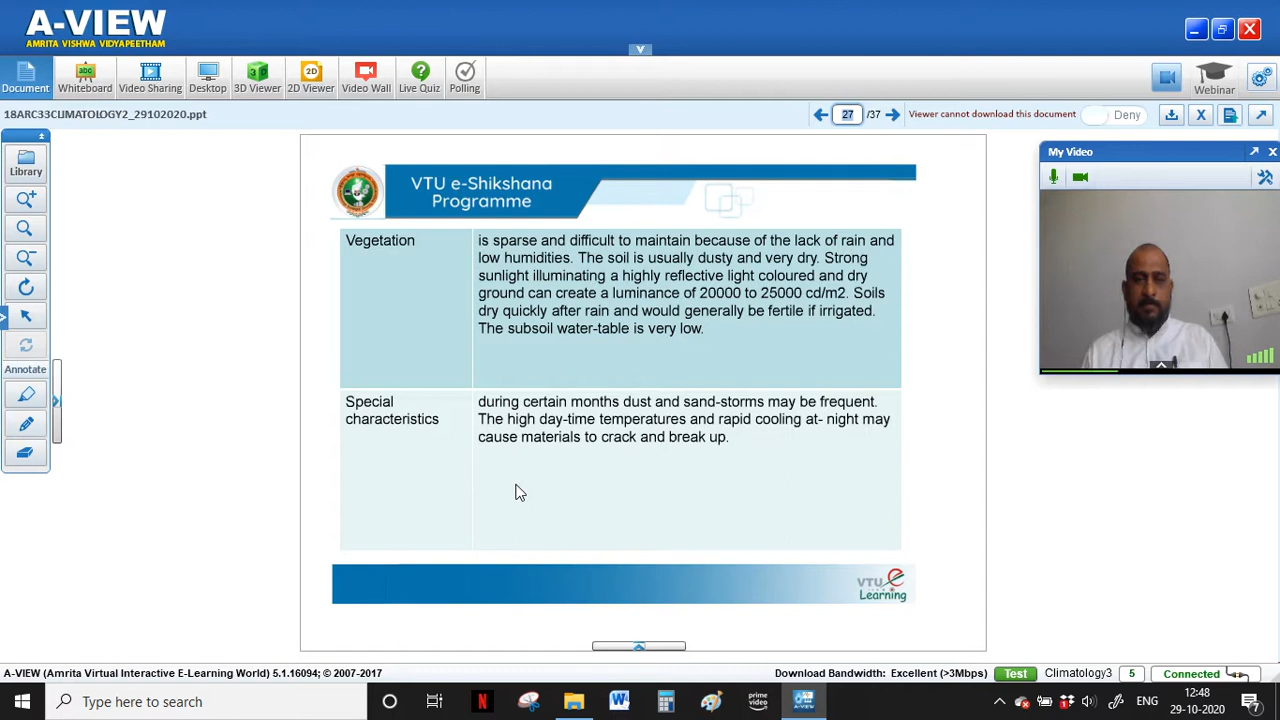 A-VIEW
AMRITA VISHWA VIDYAPEETHAM
V
Document
abc
Whiteboard
Video Sharing
Desktop
3D
3D Viewer
2D
2D Viewer
Video Wall
Live Quiz
Polling
Webinar
18ARC33CLIMATOLOGY2_29102020.ppt
27 /37
Viewer cannot download this document
Deny
X
Library
Annotate
My Video
VTU e-Shikshana
Programme
Vegetation
is sparse and difficult to maintain because of the lack of rain and
low humidities. The soil is usually dusty and very dry. Strong
sunlight illuminating a highly reflective light coloured and dry
ground can create a luminance of 20000 to 25000 cd/m2. Soils
dry quickly after rain and would generally be fertile if irrigated.
The subsoil water-table is very low.
Special
characteristics
during certain months dust and sand-storms may be frequent.
The high day-time temperatures and rapid cooling at- night may
cause materials to crack and break up.
VTU e
Learning
A-VIEW (Amrita Virtual Interactive E-Learning World) 5.1.16094; © 2007-2017
Download Bandwidth: Excellent (>3Mbps)
Test
Climatology3
5
Connected
Type here to search
N
W
prime
video
A-VIEW
ENG
12:48
29-10-2020
7